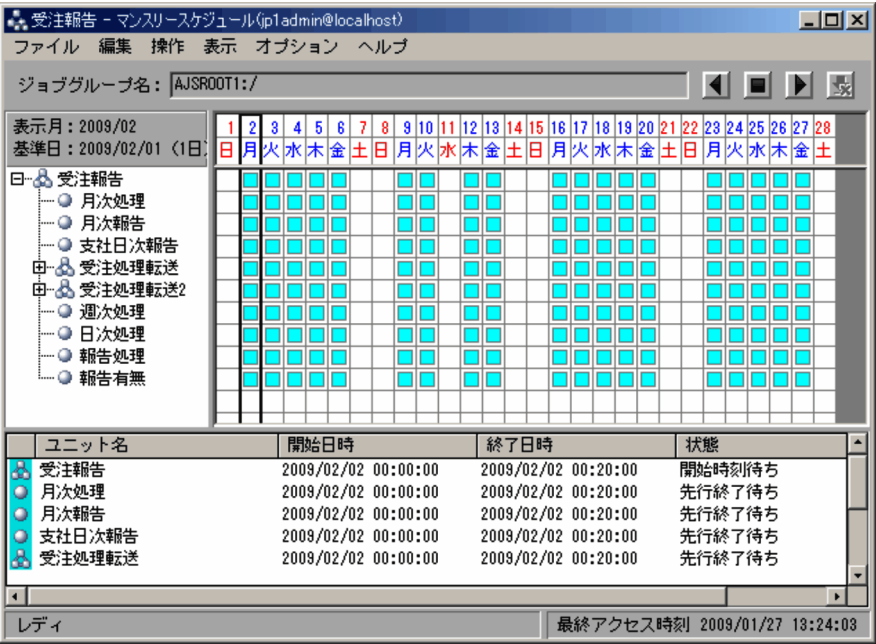 受注報告 - マンスリースケジュール(jp1admin@localhost)
ファイル 編集 操作 表示 オプション ヘルプ
ジョブグループ名： AJSROOT1:/
表示月：2009/02
基準日：2009/02/01 （1日
1 2 3 4 5 6 7 8 9 10 11 12 13 14 15 16 17 18 19 20 21 22 23 24 25 26 27 28
日 月 火 水 木 金 土 日 月 火 水 木 金 土 日 月 火 水 木 金 土 日 月 火 水 木 金 土
受注報告
月次処理
月次報告
支社日次報告
受注処理転送
受注処理転送2
週次処理
日次処理
報告処理
報告有無
ユニット名 開始日時 終了日時 状態
受注報告 2009/02/02 00:00:00 2009/02/02 00:20:00 開始時刻待ち
月次処理 2009/02/02 00:00:00 2009/02/02 00:20:00 先行終了待ち
月次報告 2009/02/02 00:00:00 2009/02/02 00:20:00 先行終了待ち
支社日次報告 2009/02/02 00:00:00 2009/02/02 00:20:00 先行終了待ち
受注処理転送 2009/02/02 00:00:00 2009/02/02 00:20:00 先行終了待ち
レディ 最終アクセス時刻 2009/01/27 13:24:03